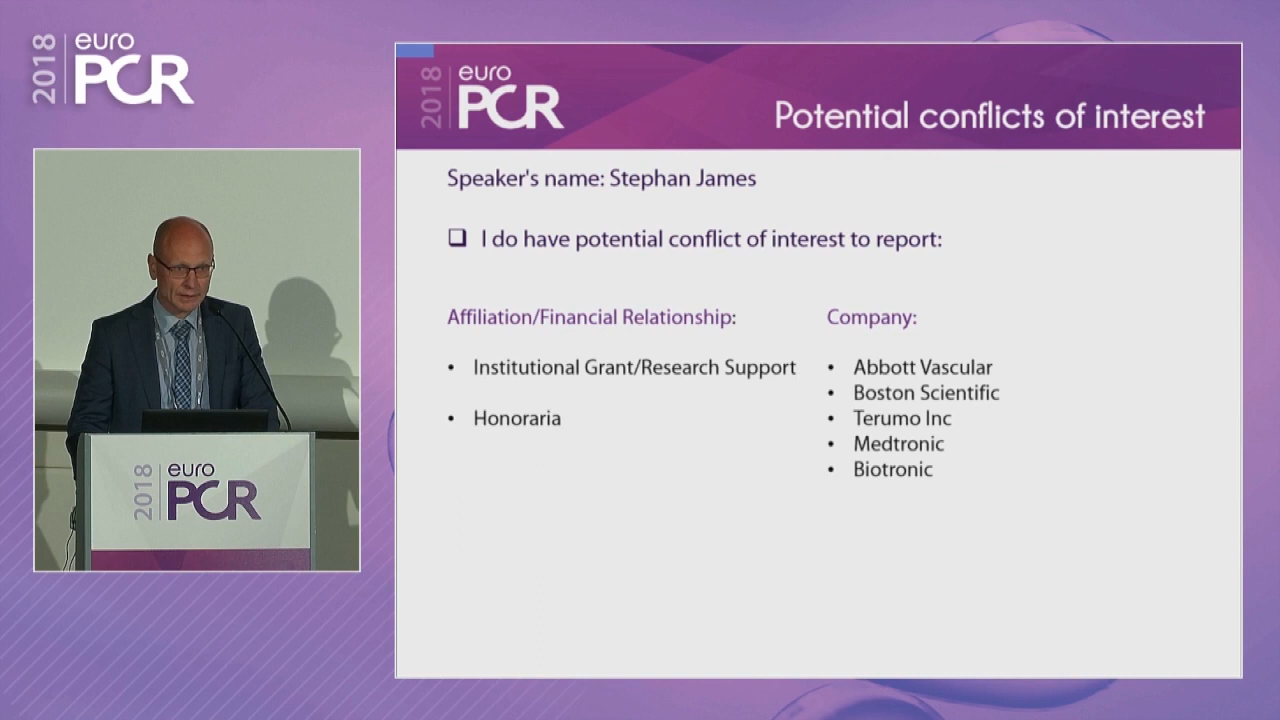 2018 euro PCR
2018 euro PCR
Potential conflicts of interest
Speaker's name: Stephan James
❑ I do have potential conflict of interest to report:
Affiliation/Financial Relationship: Company:
• Institutional Grant/Research Support • Abbott Vascular
• Boston Scientific
• Honoraria • Terumo Inc
• Medtronic
• Biotronic
2018 euro PCR